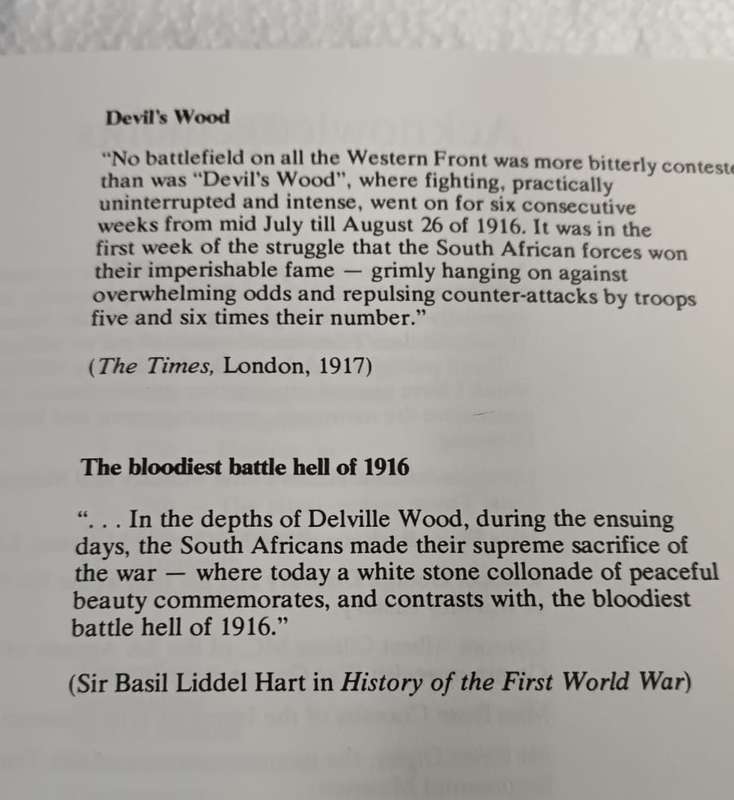 Devil's Wood
“No battlefield on all the Western Front was more bitterly
than was “Devil's Wood”, where fighting, practically
uninterrupted and intense, went on for six consecutive
weeks from mid July till August 26 of 1916. It was in the
first week of the struggle that the South African forces won
their imperishable fame — grimly hanging on against
overwhelming odds and repulsing counter-attacks by troops
five and six times their number.”
(The Times, London, 1917)
The bloodiest battle hell of 1916
“. . . In the depths of Delville Wood, during the ensuing
days, the South Africans made their supreme sacrifice of
the war — where today a white stone collonade of peaceful
beauty commemorates, and contrasts with, the bloodiest
battle hell of 1916.”
(Sir Basil Liddel Hart in History of the First World War)